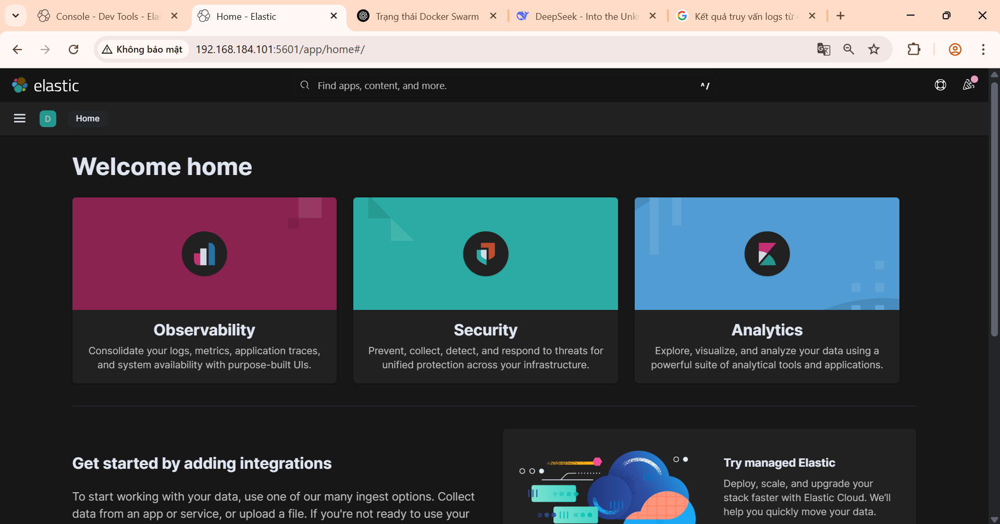 Console - Dev Tools - Elas
Home - Elastic
Trạng thái Docker Swarm
DeepSeek - Into the Unkn
Kết quả truy vấn logs từ
Không bảo mật
192.168.184.101:5601/app/home#/
elastic
Find apps, content, and more.
^/
D
Home
Welcome home
Observability
Consolidate your logs, metrics, application traces,
and system availability with purpose-built UIs.
Security
Prevent, collect, detect, and respond to threats for
unified protection across your infrastructure.
Analytics
Explore, visualize, and analyze your data using a
powerful suite of analytical tools and applications.
Get started by adding integrations
To start working with your data, use one of our many ingest options. Collect
data from an app or service, or upload a file. If you're not ready to use your
Try managed Elastic
Deploy, scale, and upgrade your
stack faster with Elastic Cloud. We'll
help you quickly move your data.